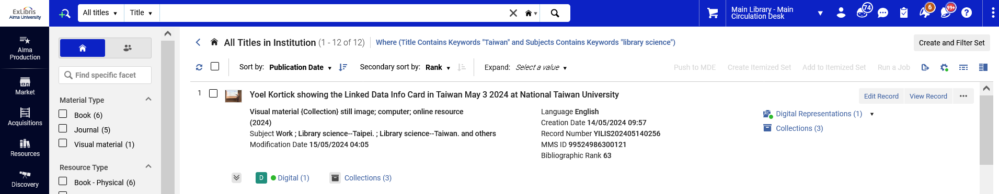 ExLibris
Alma University
All titles
Title
Main Library - Main
Circulation Desk
74
6
99+
Alma
Production
Market
Acquisitions
Resources
Discovery
Find specific facet
Material Type
Book (6)
Journal (5)
Visual material (1)
Resource Type
Book - Physical (6)
All Titles in Institution (1 - 12 of 12)
Where (Title Contains Keywords "Taiwan" and Subjects Contains Keywords "library science")
Create and Filter Set
Sort by: Publication Date
Secondary sort by: Rank
Expand: Select a value
Push to MDE
Create Itemized Set
Add to Itemized Set
Run a Job
1
Yoel Kortick showing the Linked Data Info Card in Taiwan May 3 2024 at National Taiwan University
Edit Record
View Record
Visual material {Collection} still image; computer; online resource
(2024)
Subject Work ; Library science--Taipei. ; Library science--Taiwan. and others
Modification Date 15/05/2024 04:05
Language English
Creation Date 14/05/2024 09:57
Record Number YILIS202405140256
MMS ID 99524986300121
Bibliographic Rank 63
Digital Representations (1)
Collections (3)
D
Digital (1)
Collections (3)